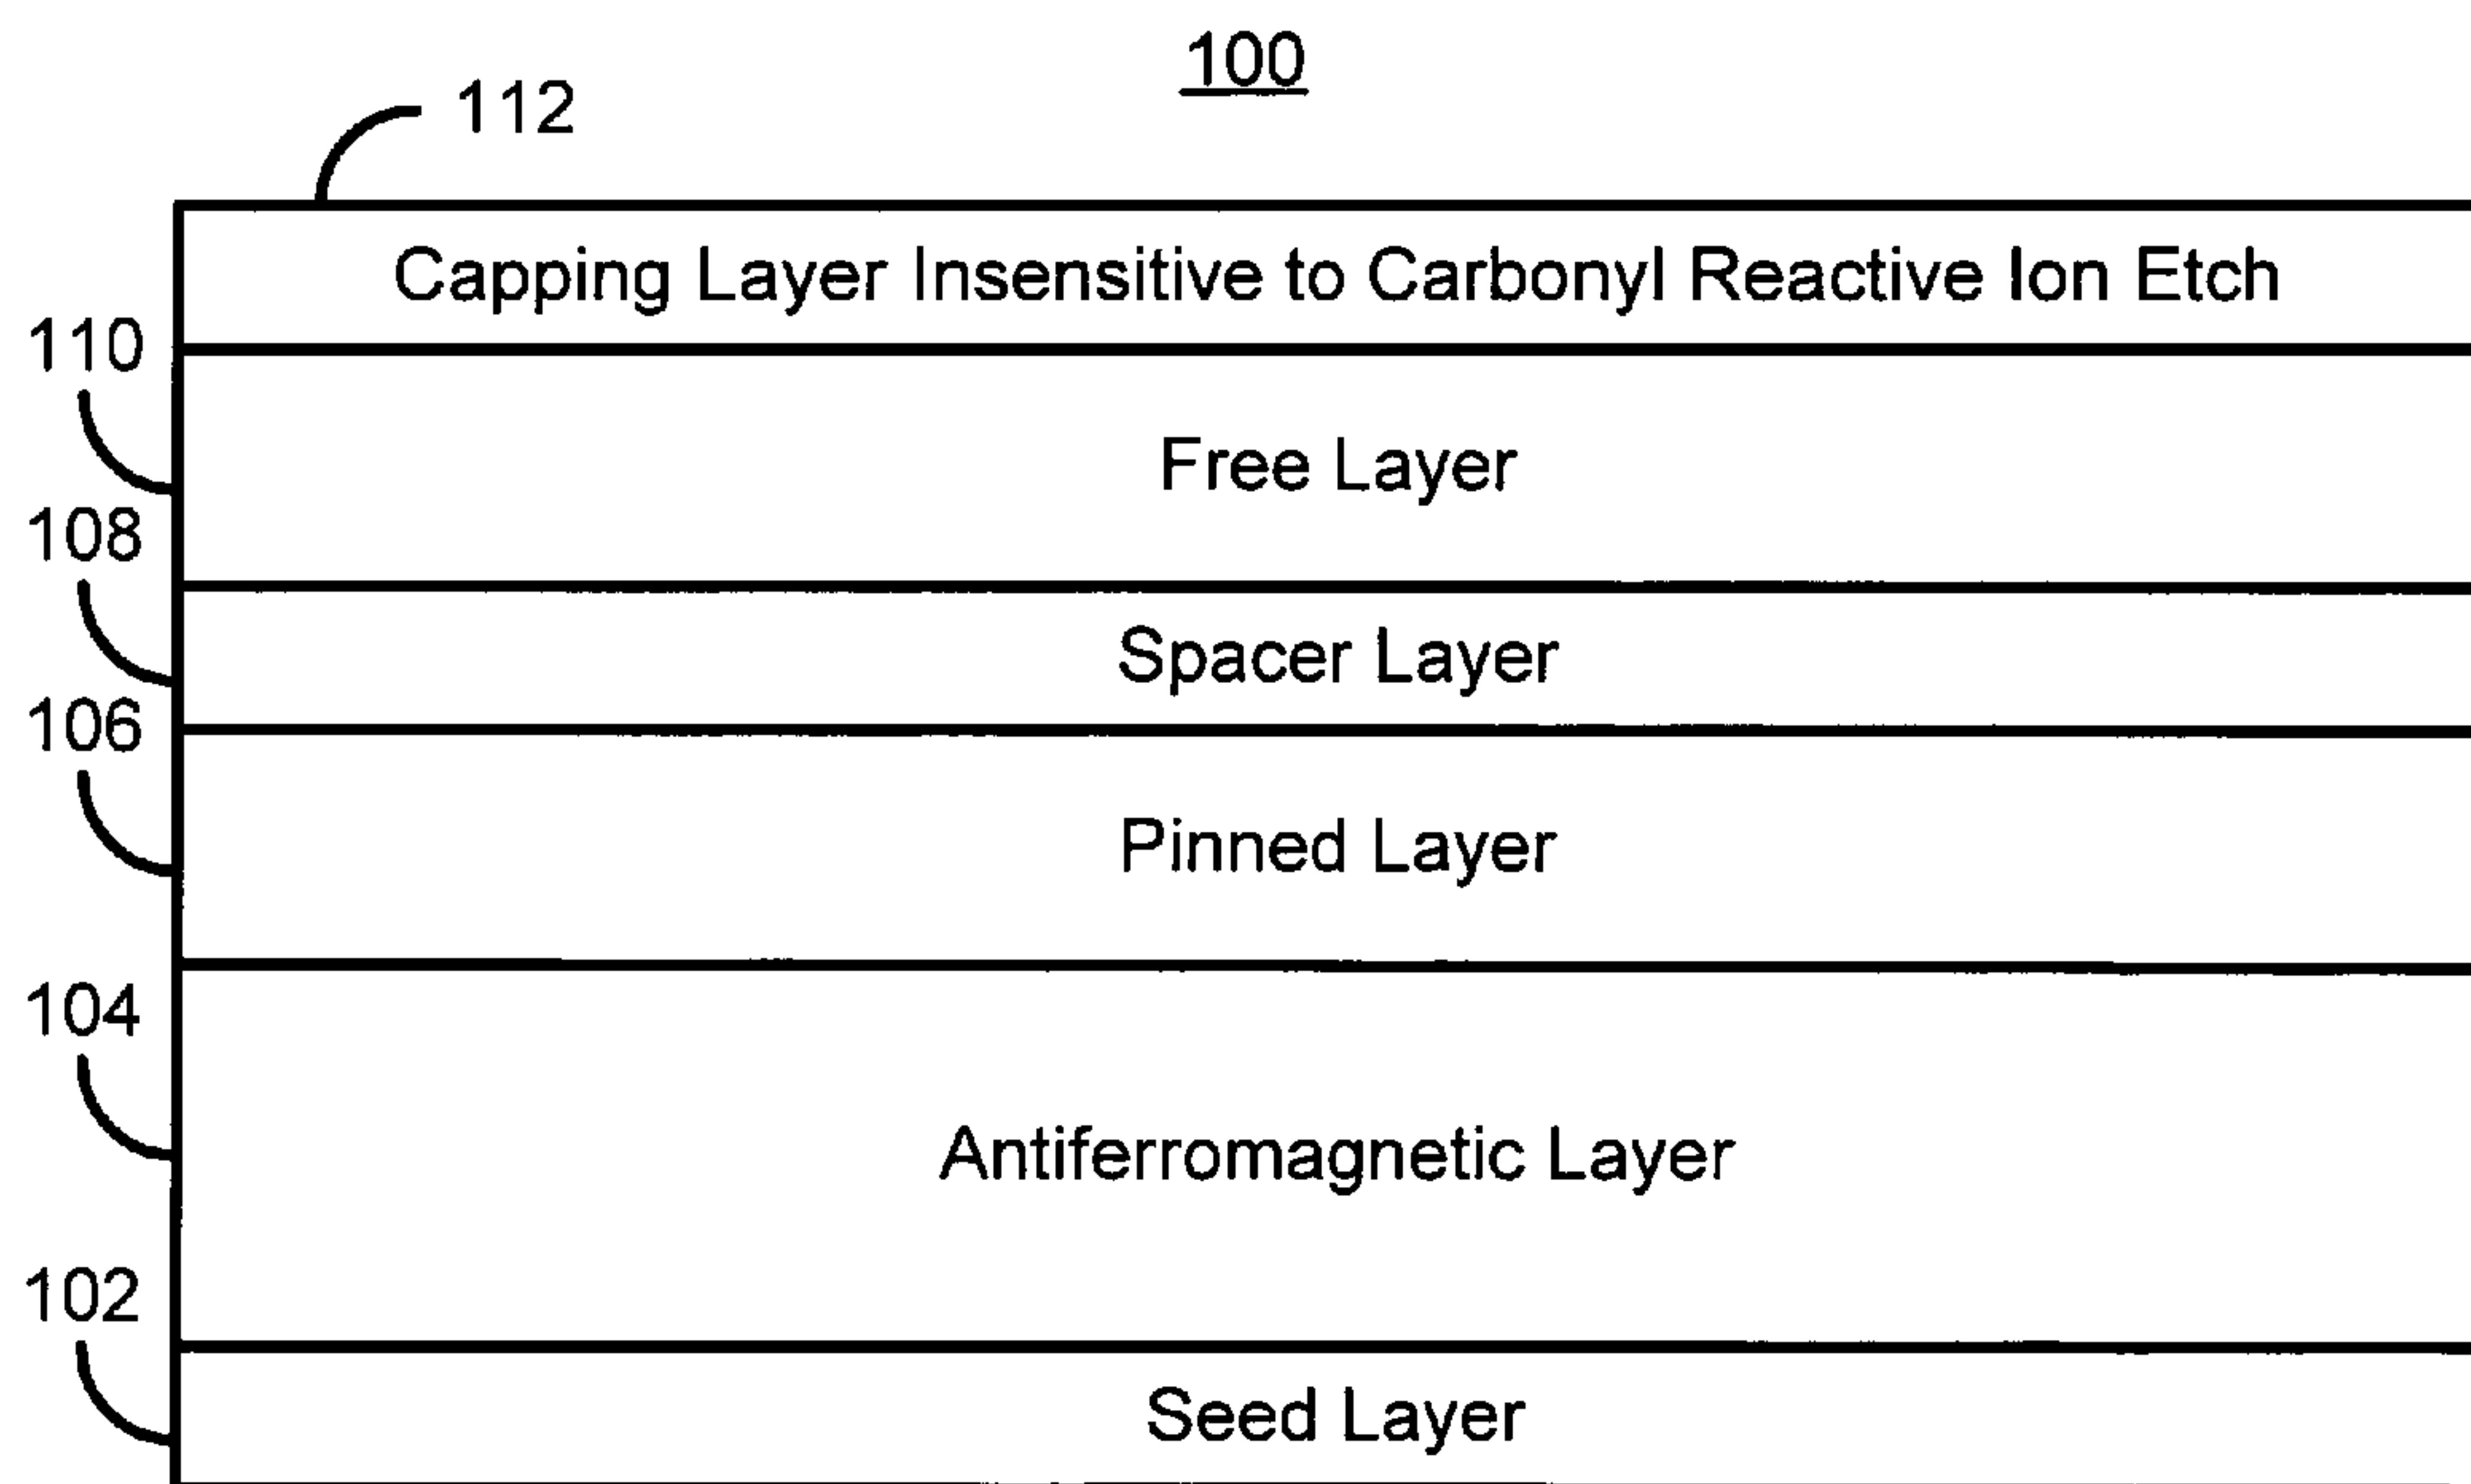 100
112
Capping Layer Insensitive to Carbonyl Reactive Ion Etch
110
Free Layer
108
Spacer Layer
106
Pinned Layer
104
Antiferromagnetic Layer
102
Seed Layer